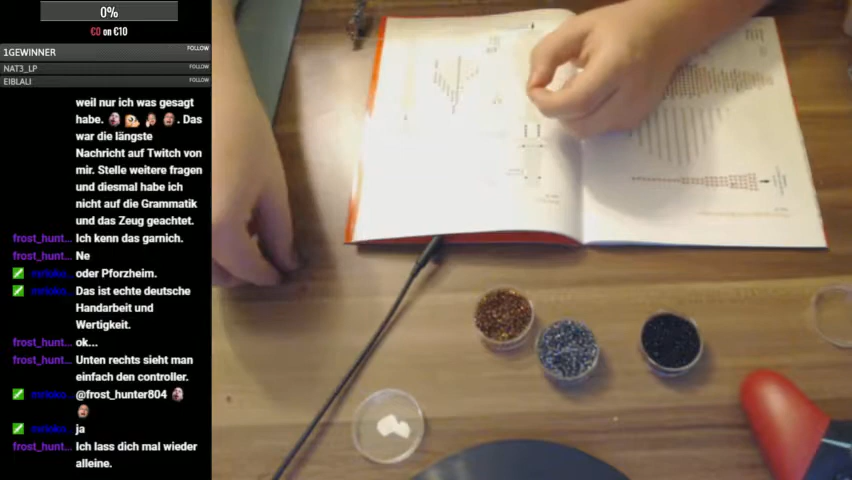 0%
€0 on €10
1GEWINNER FOLLOW
NAT3_LP FOLLOW
EIBLALI FOLLOW
weil nur ich was gesagt
habe. . Das
war die längste
Nachricht auf Twitch von
mir. Stelle weitere fragen
und diesmal habe ich
nicht auf die Grammatik
und das Zeug geachtet.
frost_hunt... Ich kenn das garnich.
frost_hunt... Ne
oder Pforzheim.
Das ist echte deutsche
Handarbeit und
Wertigkeit.
frost_hunt... ok...
frost_hunt... Unten rechts sieht man
einfach den controller.
@frost_hunter804
ja
frost_hunt... Ich lass dich mal wieder
alleine.